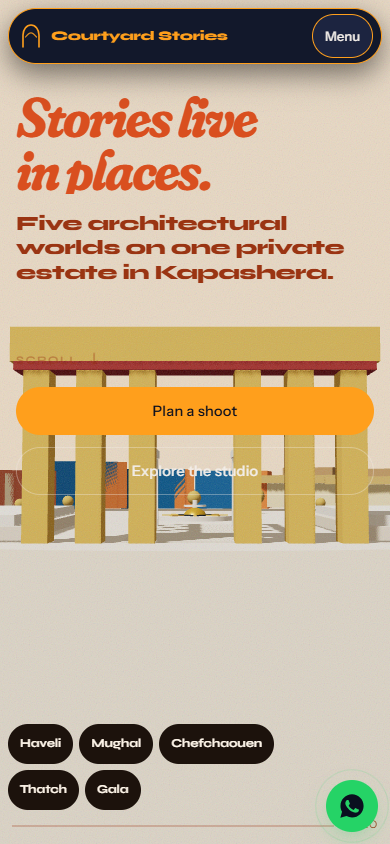 Courtyard Stories
Menu
Stories live
in places.
Five architectural
worlds on one private
estate in Kapashera.
SCROLL
Plan a shoot
Explore the studio
Haveli
Mughal
Chefchaouen
Thatch
Gala